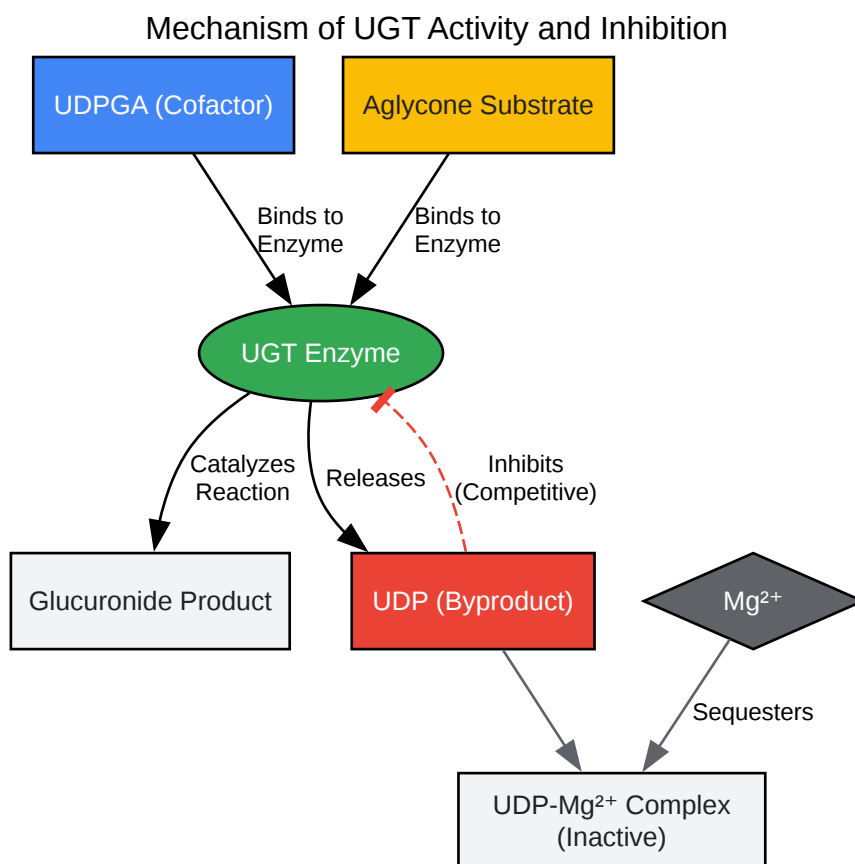 Mechanism of UGT Activity and Inhibition
UDPGA (Cofactor)
Aglycone Substrate
Binds to
Enzyme
Binds to
Enzyme
UGT Enzyme
Catalyzes
Reaction
Releases
Inhibits
(Competitive)
Glucuronide Product
UDP (Byproduct)
Mg²⁺
Sequesters
UDP-Mg²⁺ Complex
(Inactive)